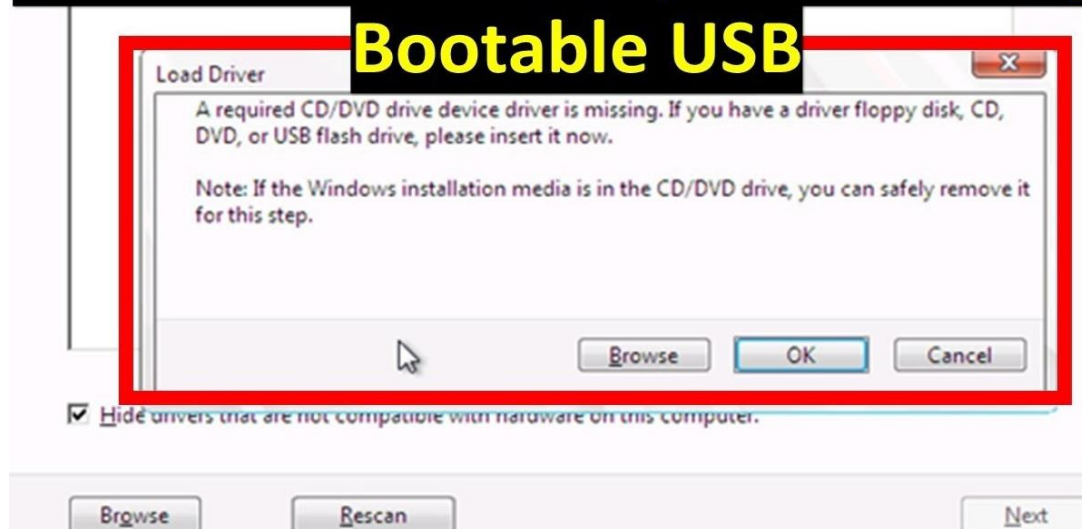 Bootable USB
Load Driver
A required CD/DVD drive device driver is missing. If you have a driver floppy disk, CD,
DVD, or USB flash drive, please insert it now.
Note: If the Windows installation media is in the CD/DVD drive, you can safely remove it
for this step.
Browse OK Cancel
Hide drivers that are not compatible with hardware on this computer.
Browse Rescan Next